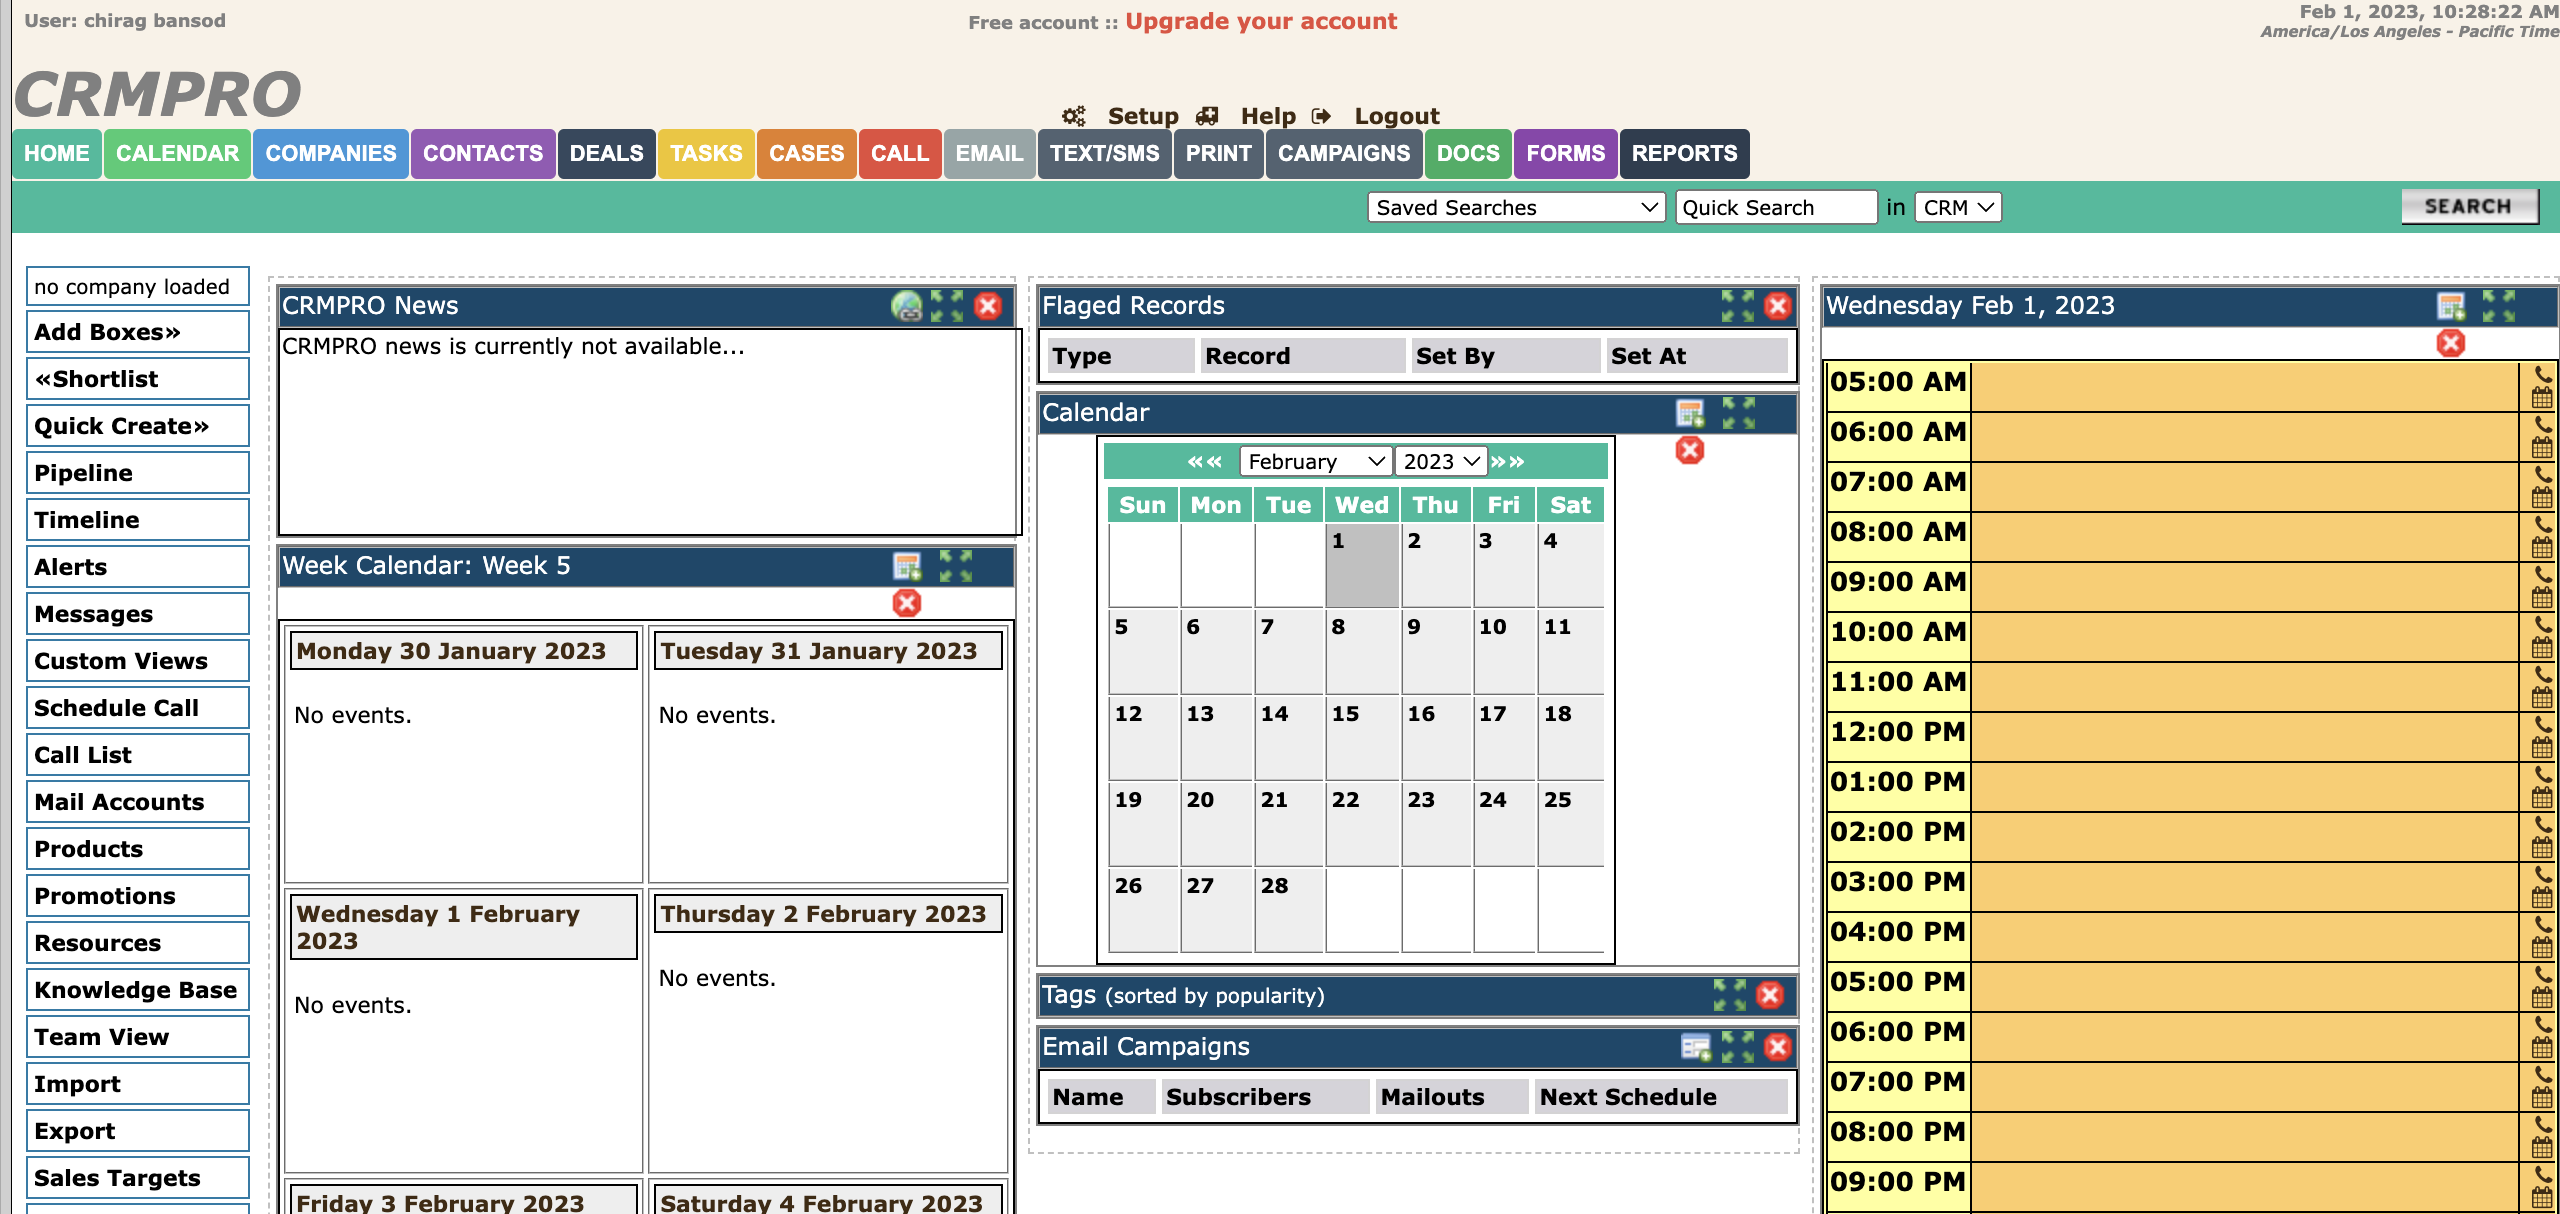 User: chirag bansod
Free account :: Upgrade your account
Feb 1, 2023, 10:28:22 AM
America/Los Angeles - Pacific Time
CRMPRO
Setup Help Logout
HOME CALENDAR COMPANIES CONTACTS DEALS TASKS CASES CALL EMAIL TEXT/SMS PRINT CAMPAIGNS DOCS FORMS REPORTS
Saved Searches Quick Search in CRM SEARCH
no company loaded
Add Boxes»
«Shortlist
Quick Create»
Pipeline
Timeline
Alerts
Messages
Custom Views
Schedule Call
Call List
Mail Accounts
Products
Promotions
Resources
Knowledge Base
Team View
Import
Export
Sales Targets
CRMPRO News
CRMPRO news is currently not available...
Week Calendar: Week 5
Monday 30 January 2023
No events.
Tuesday 31 January 2023
No events.
Wednesday 1 February
2023
No events.
Thursday 2 February 2023
No events.
Friday 3 February 2023
Saturday 4 February 2023
Flaged Records
Type Record Set By Set At
Calendar
«« February 2023 »»
Sun Mon Tue Wed Thu Fri Sat
1 2 3 4
5 6 7 8 9 10 11
12 13 14 15 16 17 18
19 20 21 22 23 24 25
26 27 28
Tags (sorted by popularity)
Email Campaigns
Name Subscribers Mailouts Next Schedule
Wednesday Feb 1, 2023
05:00 AM
06:00 AM
07:00 AM
08:00 AM
09:00 AM
10:00 AM
11:00 AM
12:00 PM
01:00 PM
02:00 PM
03:00 PM
04:00 PM
05:00 PM
06:00 PM
07:00 PM
08:00 PM
09:00 PM